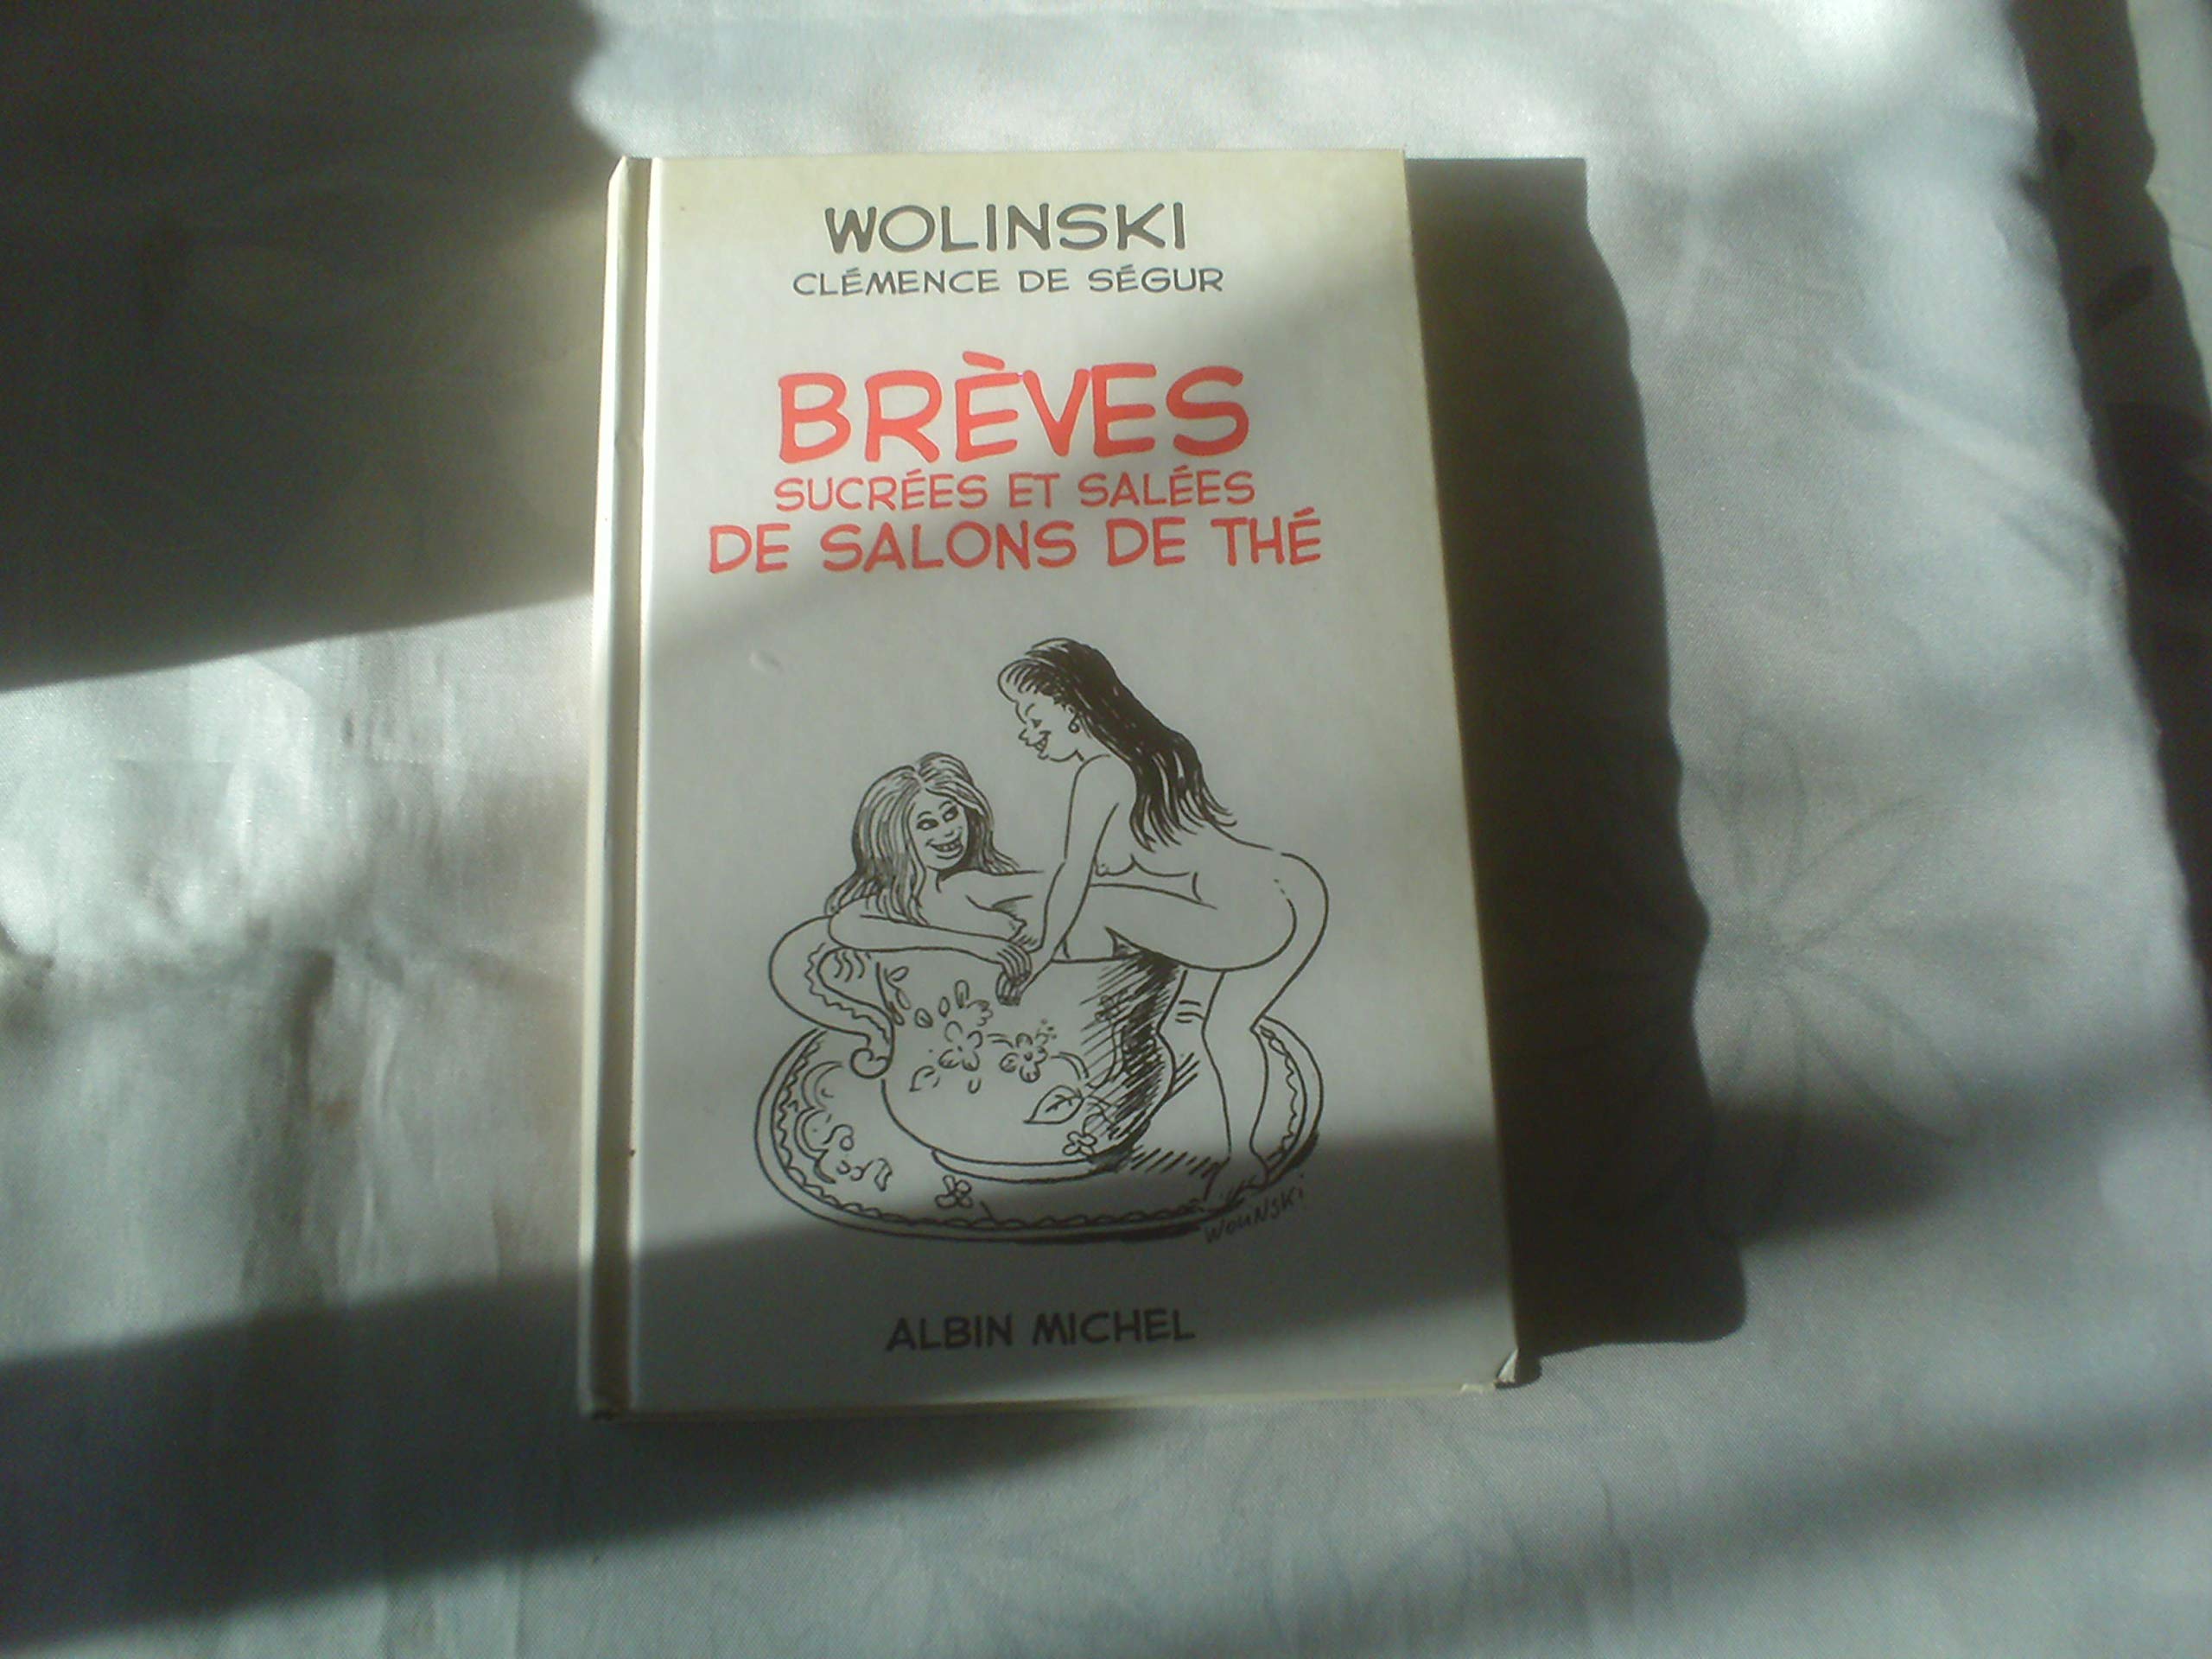 WOLINSKI
CLÉMENCE DE SÉGUR
BRÈVES
SUCRÉES ET SALÉES
DE SALONS DE THÉ
WOLINSKi
ALBIN MICHEL